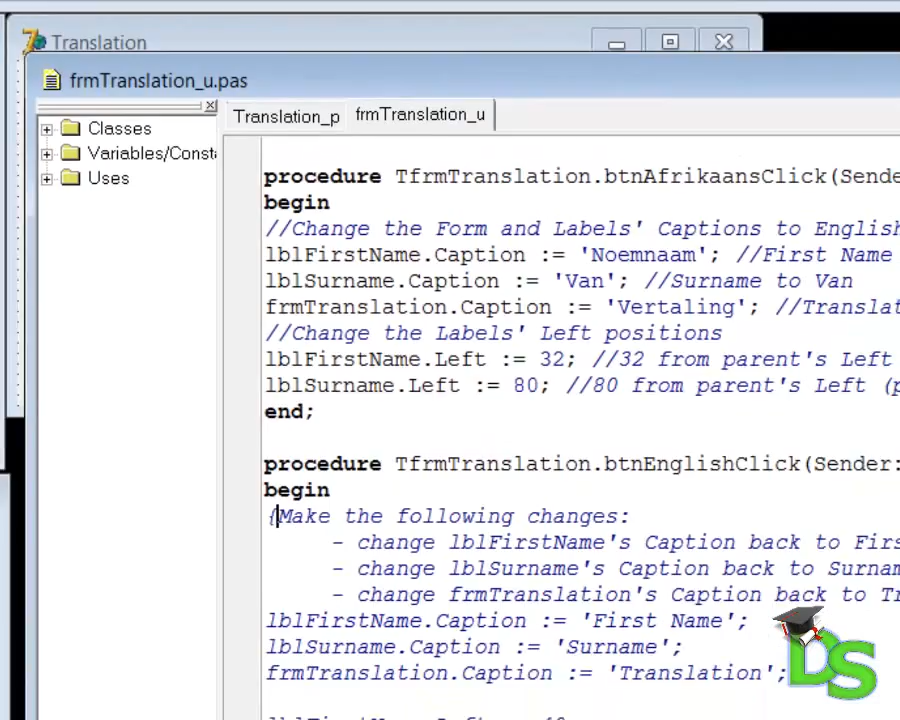 Translation
frmTranslation_u.pas
Translation_p frmTranslation_u
Classes
Variables/Const
Uses
procedure TfrmTranslation.btnAfrikaansClick(Sende
begin
//Change the Form and Labels' Captions to English
lblFirstName.Caption := 'Noemnaam'; //First Name
lblSurname.Caption := 'Van'; //Surname to Van
frmTranslation.Caption := 'Vertaling'; //Translat
//Change the Labels' Left positions
lblFirstName.Left := 32; //32 from parent's Left
lblSurname.Left := 80; //80 from parent's Left (p
end;
procedure TfrmTranslation.btnEnglishClick(Sender:
begin
{Make the following changes:
- change lblFirstName's Caption back to Firs
- change lblSurname's Caption back to Surnam
- change frmTranslation's Caption back to Tr
lblFirstName.Caption := 'First Name';
lblSurname.Caption := 'Surname';
frmTranslation.Caption := 'Translation';
DS